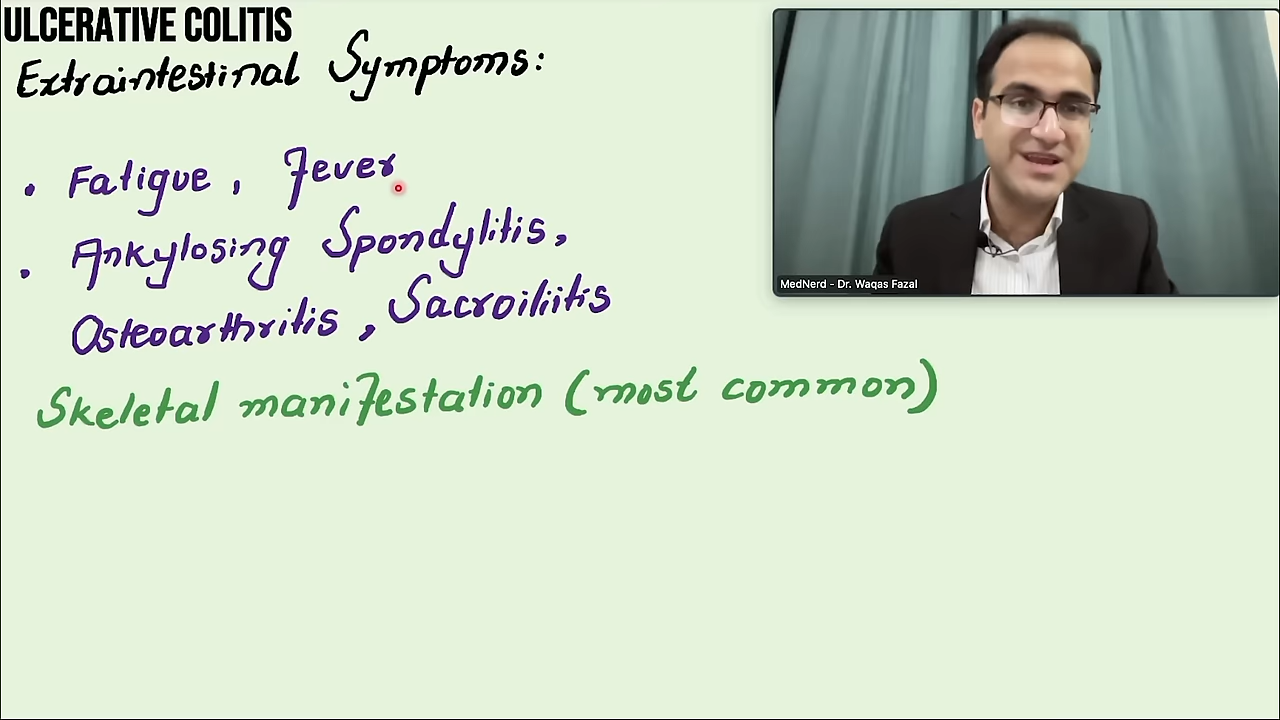 ULCERATIVE COLITIS
Extraintestinal Symptoms:
• Fatigue, Fever
• Ankylosing Spondylitis,
Osteoarthritis, Sacroiliitis
Skeletal manifestation (most common)
MedNerd - Dr. Waqas Fazal